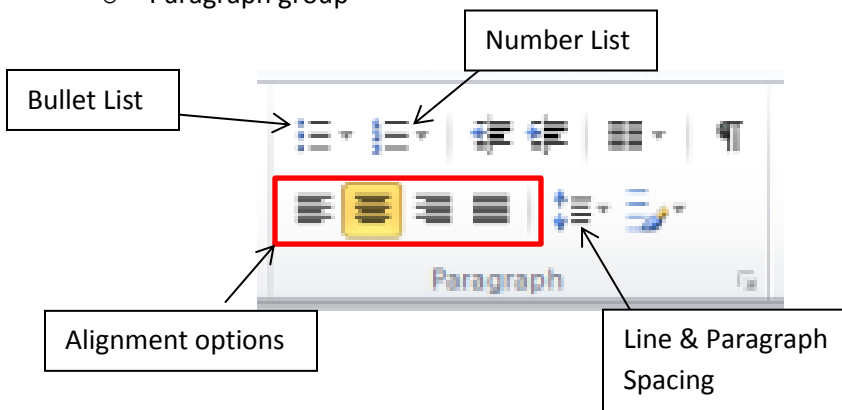 ○ Paragraph group
Number List
Bullet List
Paragraph
Alignment options
Line & Paragraph
Spacing